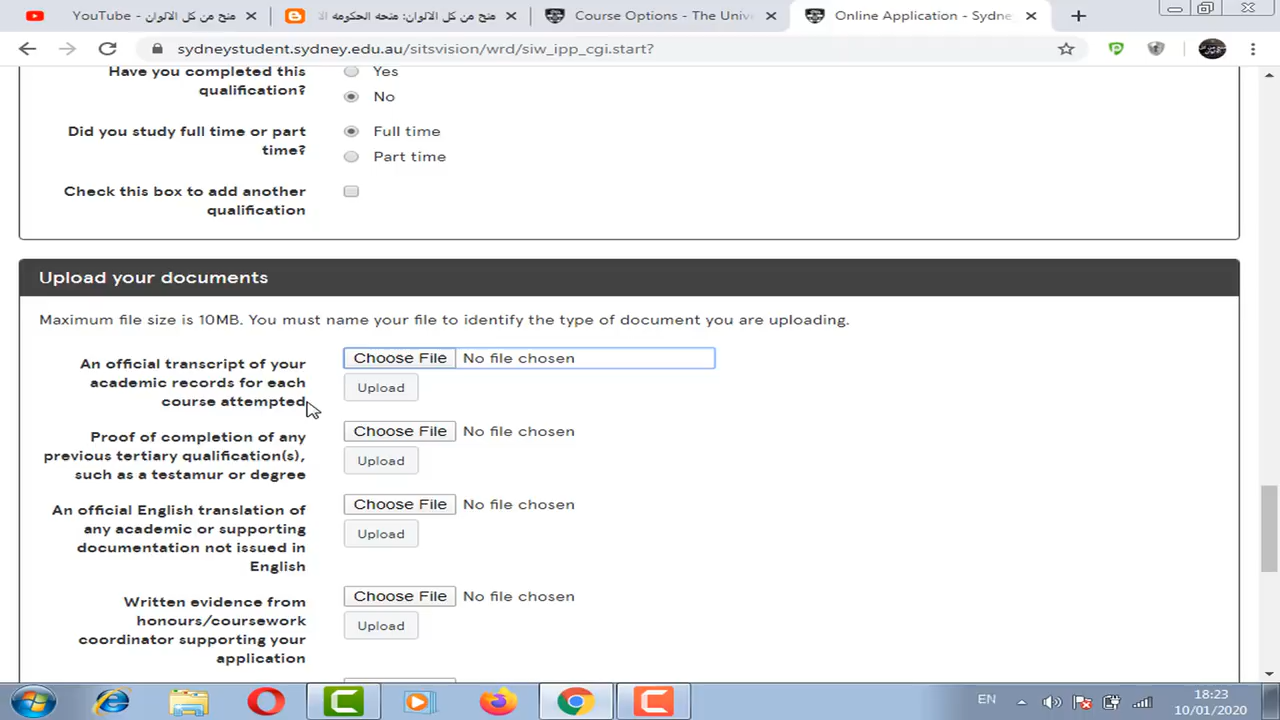 منح من كل الالوان - YouTube
منح من كل الالوان: منحه الحكومه الا
Course Options - The Univ
Online Application - Sydne
sydneystudent.sydney.edu.au/sitsvision/wrd/siw_ipp_cgi.start?
Have you completed this
qualification?
Yes
No
Did you study full time or part
time?
Full time
Part time
Check this box to add another
qualification
Upload your documents
Maximum file size is 10MB. You must name your file to identify the type of document you are uploading.
An official transcript of your
academic records for each
course attempted
Choose File No file chosen
Upload
Proof of completion of any
previous tertiary qualification(s),
such as a testamur or degree
Choose File No file chosen
Upload
An official English translation of
any academic or supporting
documentation not issued in
English
Choose File No file chosen
Upload
Written evidence from
honours/coursework
coordinator supporting your
application
Choose File No file chosen
Upload
EN
18:23
10/01/2020